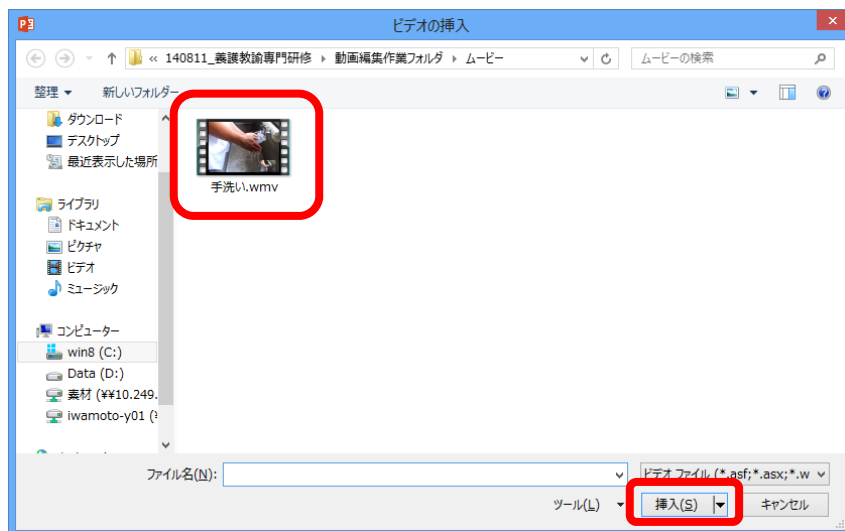 ビデオの挿入
« 140811_養護教諭専門研修 ▸ 動画編集作業フォルダ ▸ ムービー
ムービーの検索
整理 ▼ 新しいフォルダー
ダウンロード
デスクトップ
最近表示した場所
ライブラリ
ドキュメント
ピクチャ
ビデオ
ミュージック
コンピューター
win8 (C:)
Data (D:)
素材 (¥¥10.249.
iwamoto-y01 (
手洗い.wmv
ファイル名(N):
ビデオ ファイル (*.asf;*.asx;*.w
ツール(L) ▼
挿入(S) ▼
キャンセル